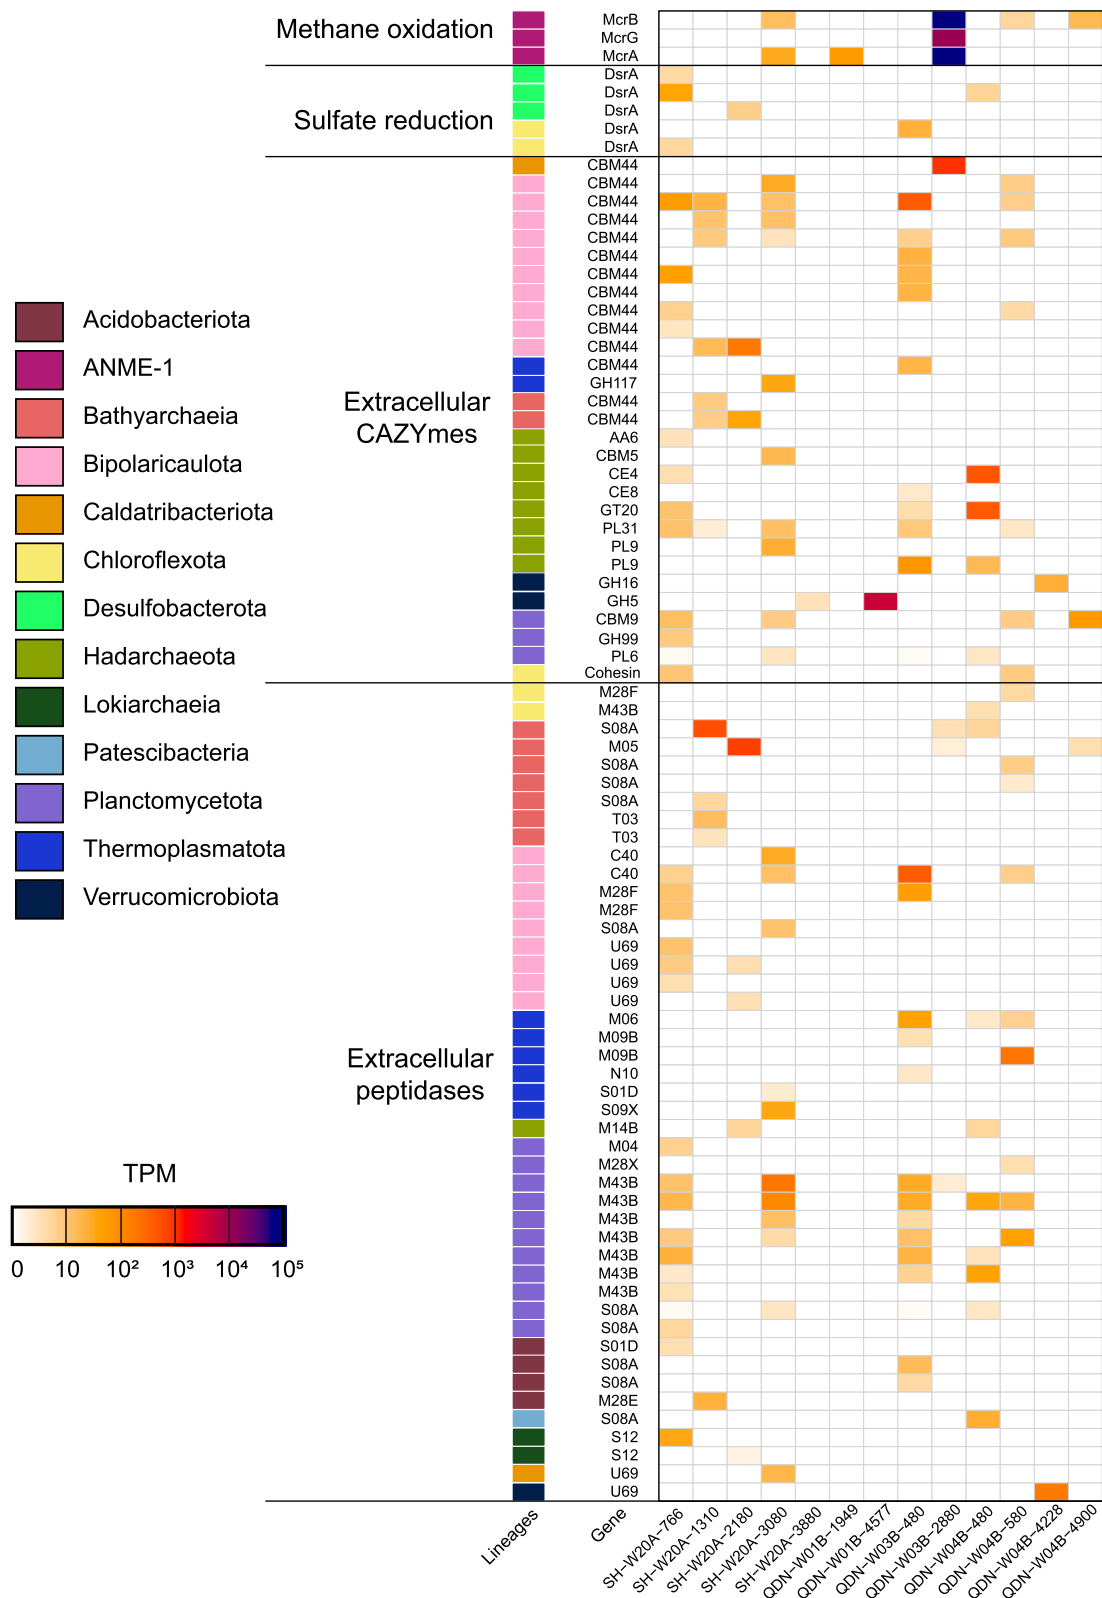 Methane oxidation
McrB
McrG
McrA
Sulfate reduction
DsrA
DsrA
DsrA
DsrA
DsrA
Extracellular
CAZYmes
CBM44
CBM44
CBM44
CBM44
CBM44
CBM44
CBM44
CBM44
CBM44
CBM44
CBM44
CBM44
GH117
CBM44
CBM44
AA6
CBM5
CE4
CE8
GT20
PL31
PL9
PL9
GH16
GH5
CBM9
GH99
PL6
Cohesin
Extracellular
peptidases
M28F
M43B
S08A
M05
S08A
S08A
S08A
T03
T03
C40
C40
M28F
M28F
S08A
U69
U69
U69
U69
M06
M09B
M09B
N10
S01D
S09X
M14B
M04
M28X
M43B
M43B
M43B
M43B
M43B
M43B
M43B
S08A
S08A
S01D
S08A
S08A
M28E
S08A
S12
S12
U69
U69
Acidobacteriota
ANME-1
Bathyarchaeia
Bipolaricaulota
Caldatribacteriota
Chloroflexota
Desulfobacterota
Hadarchaeota
Lokiarchaeia
Patescibacteria
Planctomycetota
Thermoplasmatota
Verrucomicrobiota
TPM
0 10 10² 10³ 10⁴ 10⁵
Lineages
Gene
SH−W20A−766
SH−W20A−1310
SH−W20A−2180
SH−W20A−3080
SH−W20A−3880
QDN−W01B−1949
QDN−W01B−4577
QDN−W03B−480
QDN−W03B−2880
QDN−W04B−480
QDN−W04B−580
QDN−W04B−4228
QDN−W04B−4900